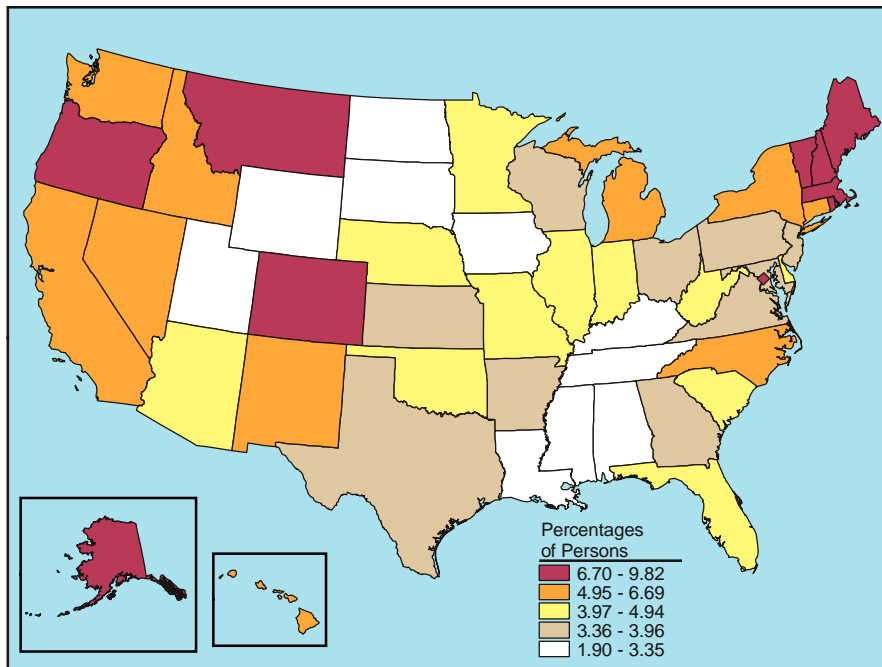 Percentages
of Persons
6.70 - 9.82
4.95 - 6.69
3.97 - 4.94
3.36 - 3.96
1.90 - 3.35